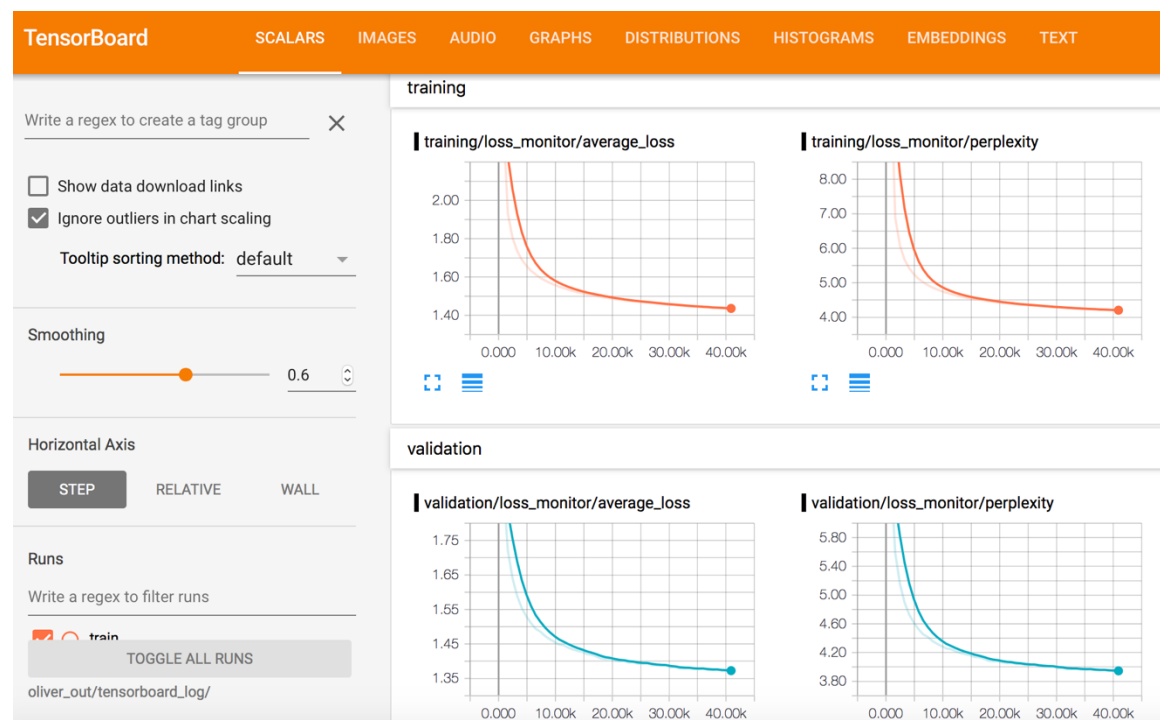 TensorBoard SCALARS IMAGES AUDIO GRAPHS DISTRIBUTIONS HISTOGRAMS EMBEDDINGS TEXT
Write a regex to create a tag group
Show data download links
Ignore outliers in chart scaling
Tooltip sorting method: default
Smoothing
0.6
Horizontal Axis
STEP RELATIVE WALL
Runs
Write a regex to filter runs
train
TOGGLE ALL RUNS
oliver_out/tensorboard_log/
training
training/loss_monitor/average_loss
2.00
1.80
1.60
1.40
0.000 10.00k 20.00k 30.00k 40.00k
training/loss_monitor/perplexity
8.00
7.00
6.00
5.00
4.00
0.000 10.00k 20.00k 30.00k 40.00k
validation
validation/loss_monitor/average_loss
1.75
1.65
1.55
1.45
1.35
0.000 10.00k 20.00k 30.00k 40.00k
validation/loss_monitor/perplexity
5.80
5.40
5.00
4.60
4.20
3.80
0.000 10.00k 20.00k 30.00k 40.00k